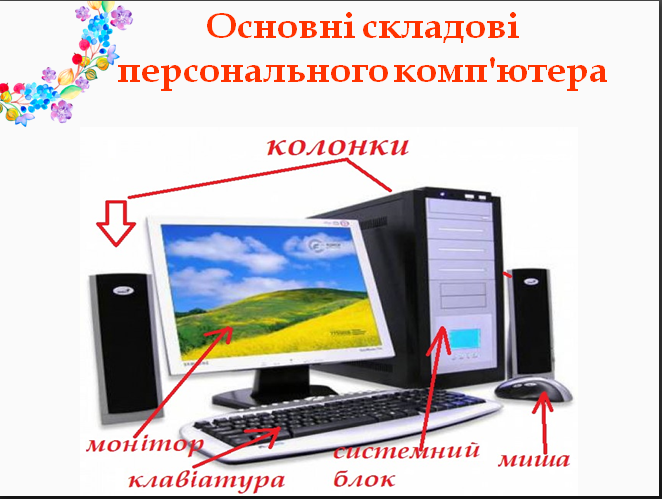 Основні складові
персонального комп'ютера
колонки
монітор
клавіатура
системний
блок
миша